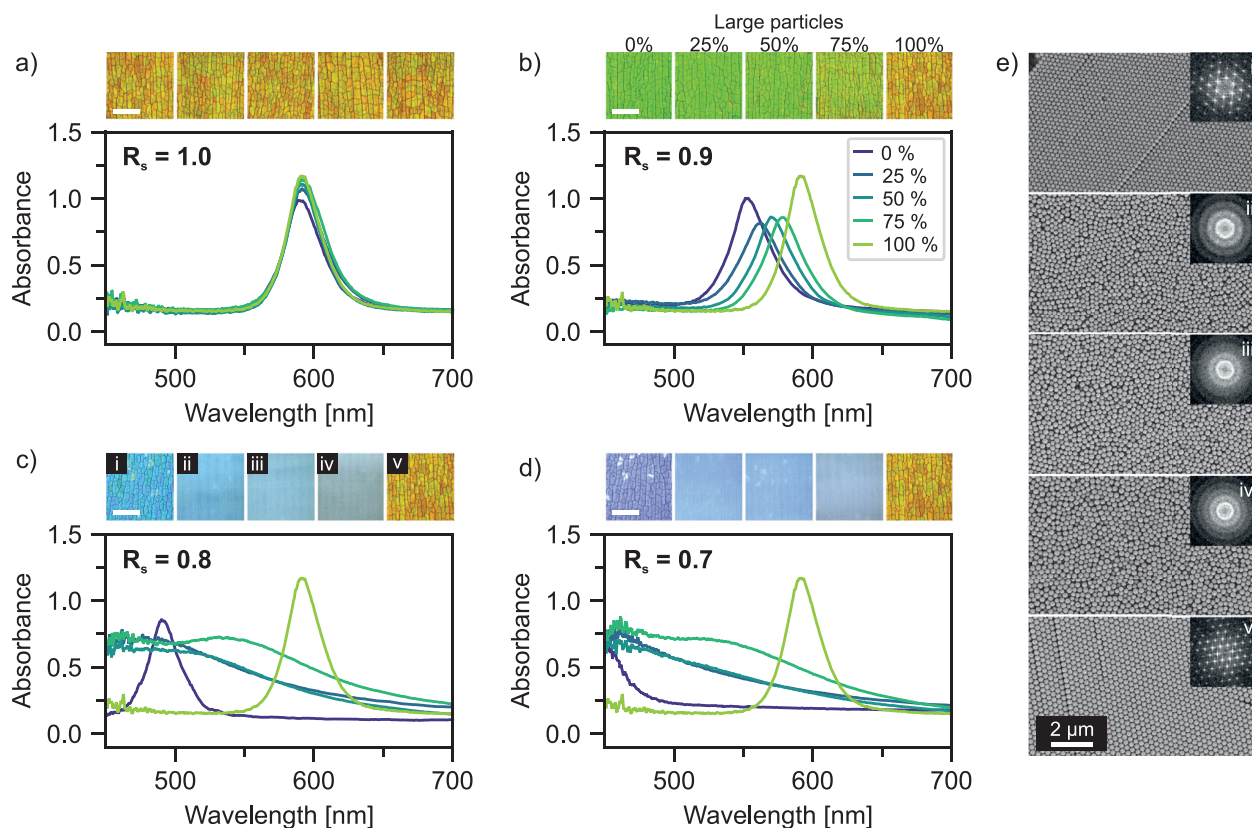 a)
1.5
1.0
0.5
0.0
Absorbance
R_s = 1.0
500
600
700
Wavelength [nm]
b)
Large particles
0% 25% 50% 75% 100%
1.5
1.0
0.5
0.0
Absorbance
R_s = 0.9
0 %
25 %
50 %
75 %
100 %
500
600
700
Wavelength [nm]
c)
i ii iii iv v
1.5
1.0
0.5
0.0
Absorbance
R_s = 0.8
500
600
700
Wavelength [nm]
d)
1.5
1.0
0.5
0.0
Absorbance
R_s = 0.7
500
600
700
Wavelength [nm]
e)
iv
v
2 µm